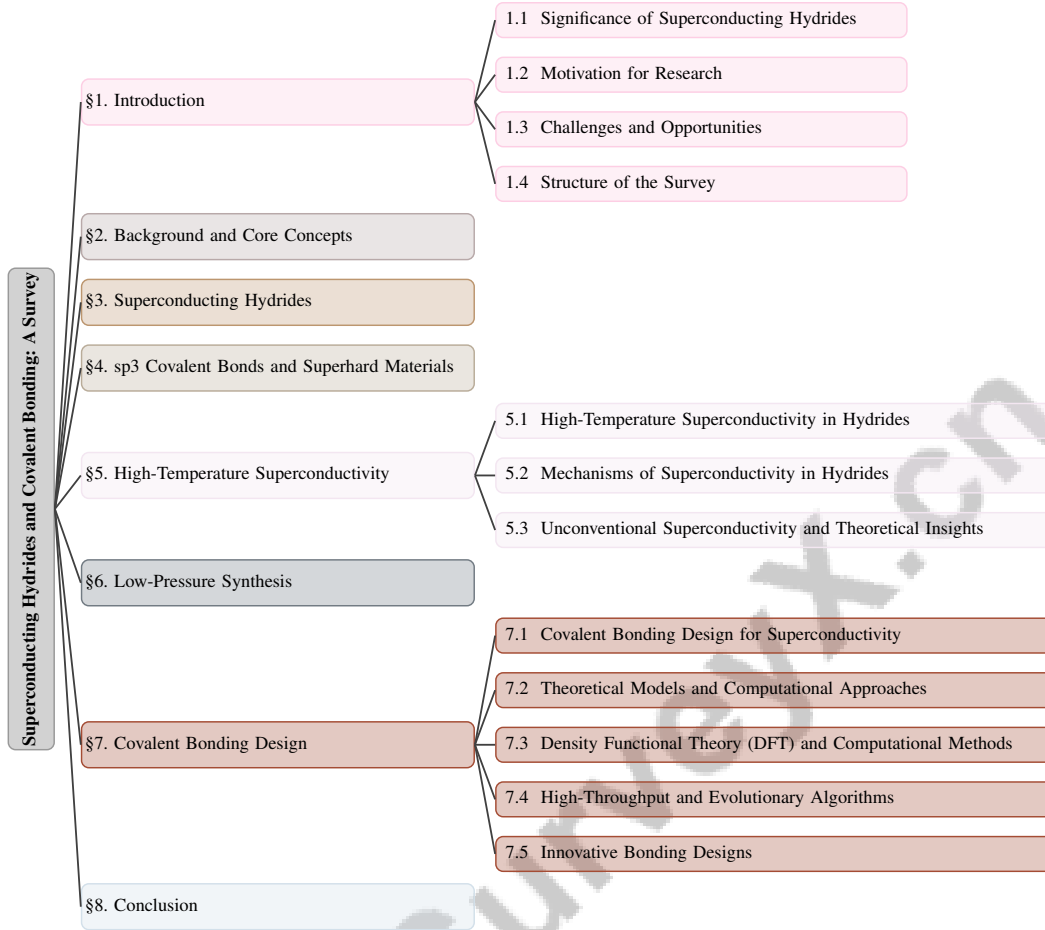 Superconducting Hydrides and Covalent Bonding: A Survey
§1. Introduction
1.1 Significance of Superconducting Hydrides
1.2 Motivation for Research
1.3 Challenges and Opportunities
1.4 Structure of the Survey
§2. Background and Core Concepts
§3. Superconducting Hydrides
§4. sp3 Covalent Bonds and Superhard Materials
§5. High-Temperature Superconductivity
5.1 High-Temperature Superconductivity in Hydrides
5.2 Mechanisms of Superconductivity in Hydrides
5.3 Unconventional Superconductivity and Theoretical Insights
§6. Low-Pressure Synthesis
§7. Covalent Bonding Design
7.1 Covalent Bonding Design for Superconductivity
7.2 Theoretical Models and Computational Approaches
7.3 Density Functional Theory (DFT) and Computational Methods
7.4 High-Throughput and Evolutionary Algorithms
7.5 Innovative Bonding Designs
§8. Conclusion
surveyx.cn